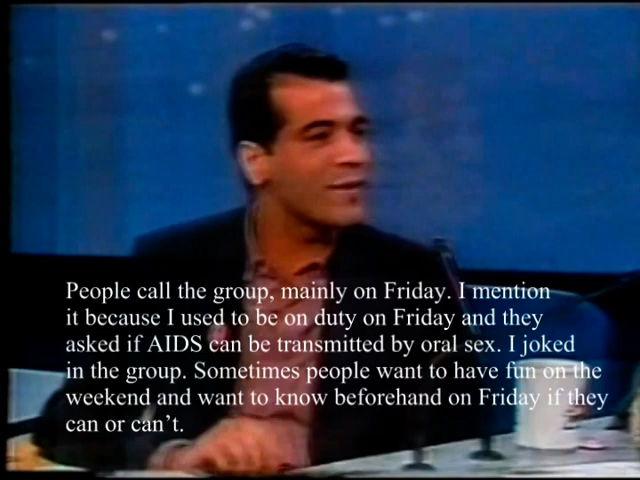 People call the group, mainly on Friday. I mention
it because I used to be on duty on Friday and they
asked if AIDS can be transmitted by oral sex. I joked
in the group. Sometimes people want to have fun on the
weekend and want to know beforehand on Friday if they
can or can't.